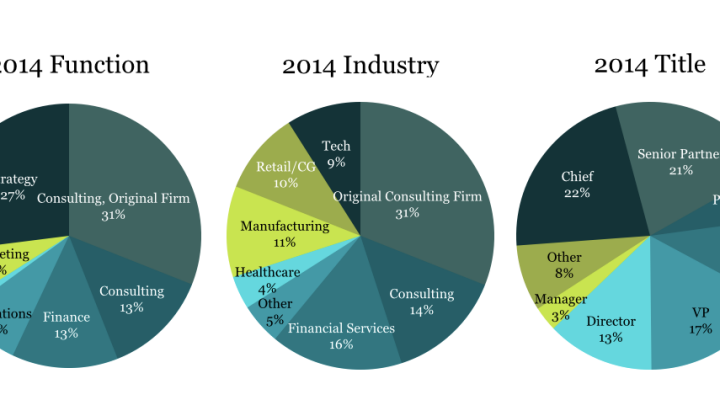 2014 Function
Strategy
27%
Consulting, Original Firm
31%
Consulting
13%
Finance
13%
2014 Industry
Tech
9%
Retail/CG
10%
Original Consulting Firm
31%
Manufacturing
11%
Healthcare
4%
Other
5%
Consulting
14%
Financial Services
16%
2014 Title
Chief
22%
Senior
21%
Other
8%
Manager
3%
Director
13%
VP
17%